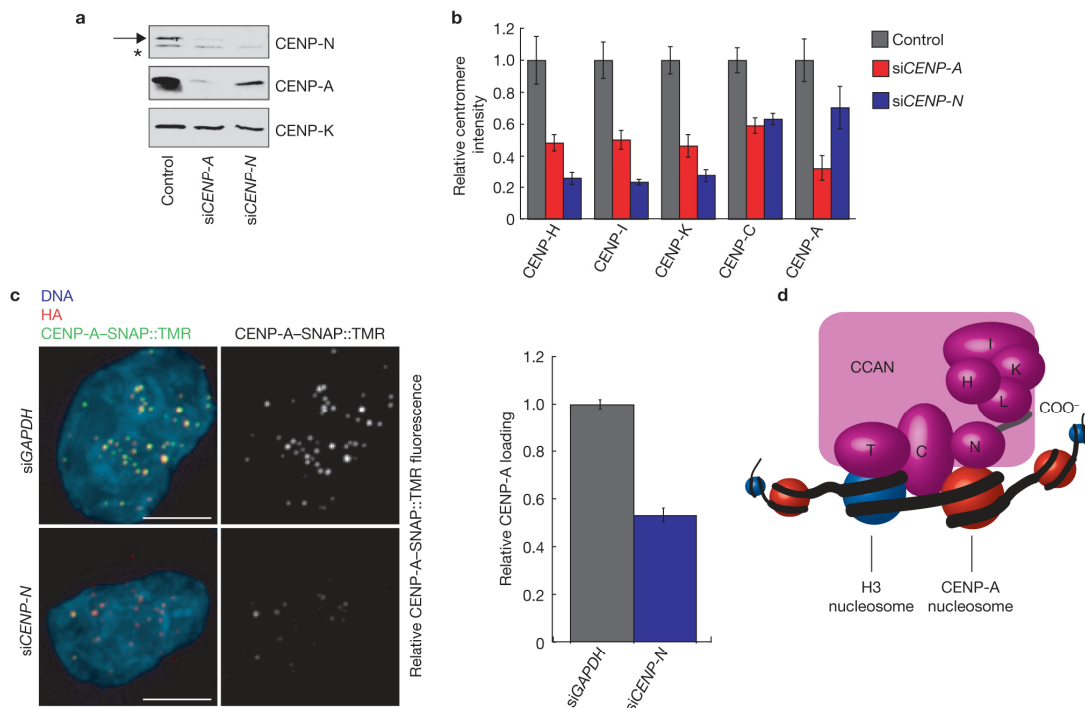 a
CENP-N
*
CENP-A
CENP-K
Control
siCENP-A
siCENP-N
b
Relative centromere
intensity
1.2
1.0
0.8
0.6
0.4
0.2
0
CENP-H
CENP-I
CENP-K
CENP-C
CENP-A
Control
siCENP-A
siCENP-N
c
DNA
HA
CENP-A–SNAP::TMR
CENP-A–SNAP::TMR
siGAPDH
siCENP-N
Relative CENP-A–SNAP::TMR fluorescence
Relative CENP-A loading
1.2
1.0
0.8
0.6
0.4
0.2
0
siGAPDH
siCENP-N
d
CCAN
I
K
H
L
COO⁻
T
C
N
H3
nucleosome
CENP-A
nucleosome